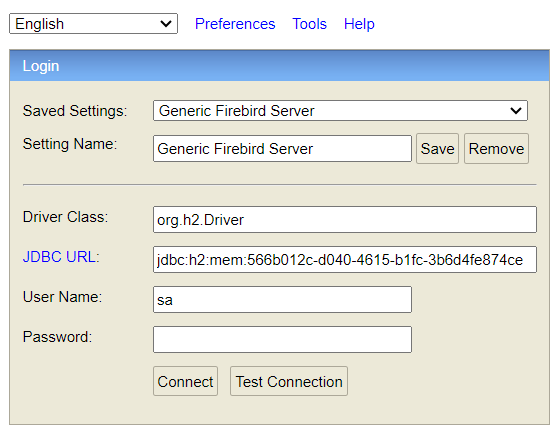 English Preferences Tools Help
Login
Saved Settings: Generic Firebird Server
Setting Name: Generic Firebird Server Save Remove
Driver Class: org.h2.Driver
JDBC URL: jdbc:h2:mem:566b012c-d040-4615-b1fc-3b6d4fe874ce
User Name: sa
Password:
Connect Test Connection